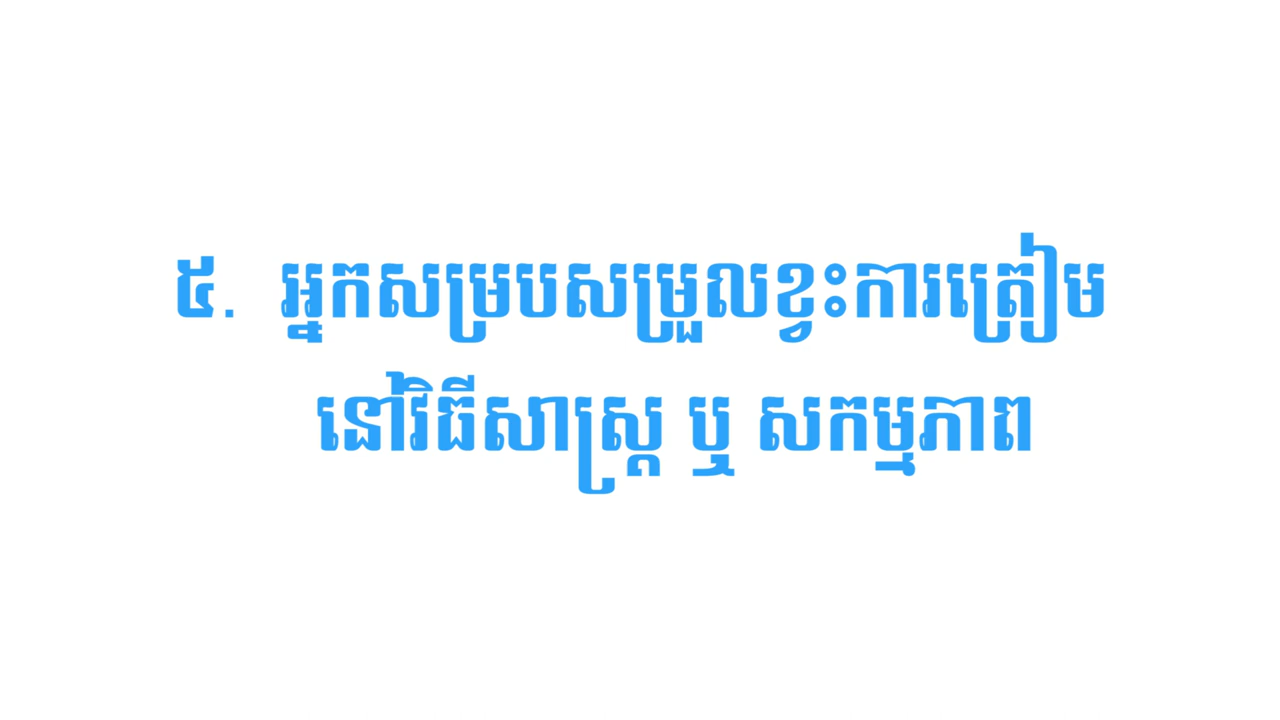 ៥. អ្នកសម្របសម្រួលខ្វះការត្រៀម
នៅវិធីសាស្ត្រ ឬ សកម្មភាព